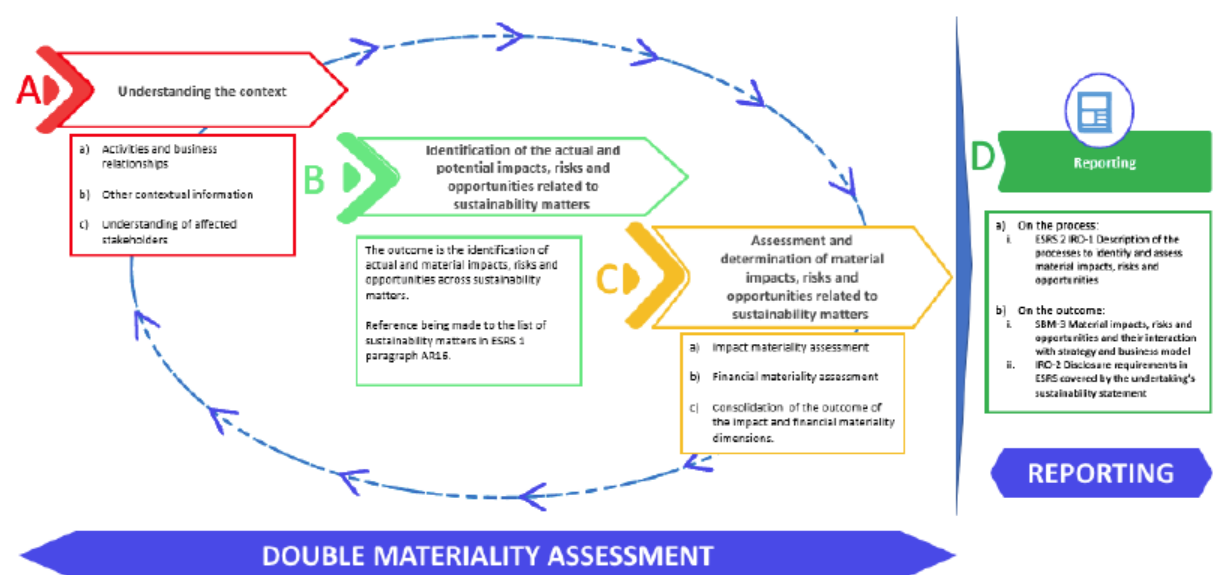 A
Understanding the context
a) Activities and business
relationships
b) Other contextual information
c) Understanding of affected
stakeholders
B
Identification of the actual and
potential impacts, risks and
opportunities related to
sustainability matters
The outcome is the identification of
actual and material impacts, risks and
opportunities across sustainability
matters.
Reference being made to the list of
sustainability matters in ESRS 1
paragraph AR16.
C
Assessment and
determination of material
impacts, risks and
opportunities related to
sustainability matters
a) Impact materiality assessment
b) Financial materiality assessment
c) Consolidation of the outcome of
the impact and financial materiality
dimensions.
D
Reporting
a) On the process:
i. ESRS 2 IRO-1 Description of the
processes to identify and assess
material impacts, risks and
opportunities
b) On the outcome:
i. SBM-3 Material impacts, risks and
opportunities and their interaction
with strategy and business model
ii. IRO-2 Disclosure requirements in
ESRS covered by the undertaking's
sustainability statement
REPORTING
DOUBLE MATERIALITY ASSESSMENT